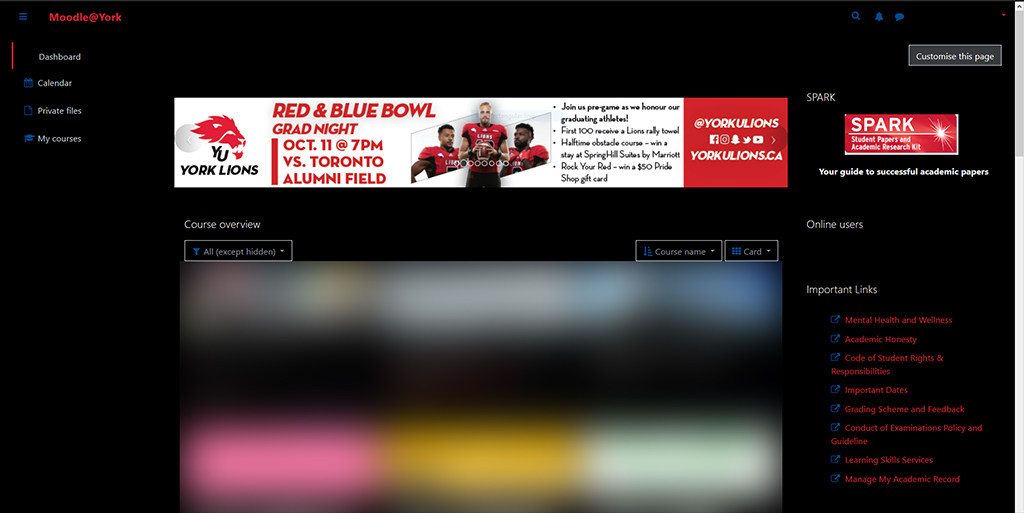 Moodle@York
Dashboard
Calendar
Private files
My courses
Customise this page
YU
YORK LIONS
RED & BLUE BOWL
GRAD NIGHT
OCT. 11 @ 7PM
VS. TORONTO
ALUMNI FIELD
LIONS
• Join us pre-game as we honour our
graduating athletes!
• First 100 receive a Lions rally towel
• Halftime obstacle course – win a
stay at SpringHill Suites by Marriott
• Rock Your Red – win a $50 Pride
Shop gift card
@YORKULIONS
YORKULIONS.CA
SPARK
SPARK
Student Papers and
Academic Research Kit
Your guide to successful academic papers
Course overview
All (except hidden)
Course name
Card
Online users
Important Links
Mental Health and Wellness
Academic Honesty
Code of Student Rights &
Responsibilities
Important Dates
Grading Scheme and Feedback
Conduct of Examinations Policy and
Guideline
Learning Skills Services
Manage My Academic Record